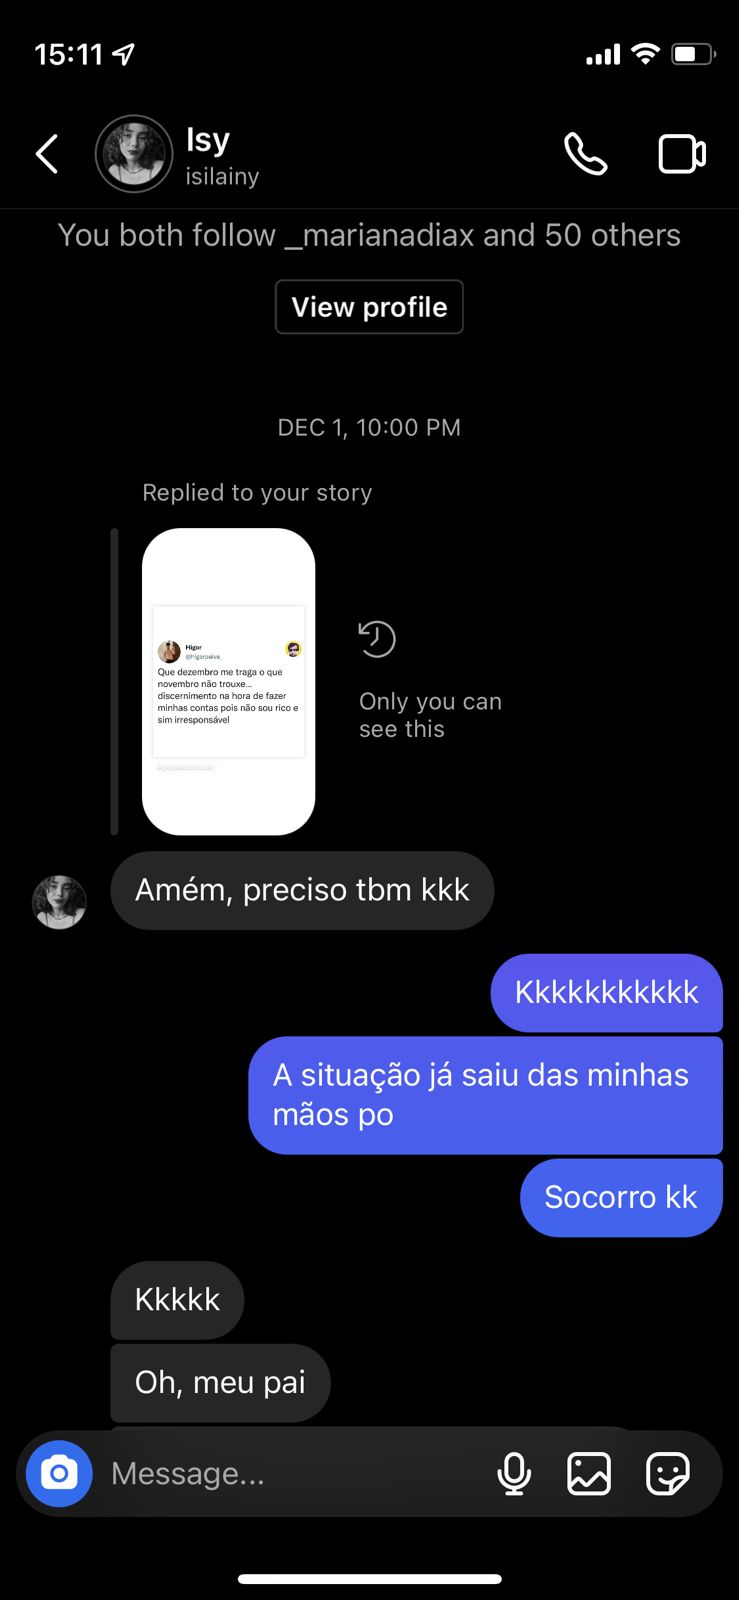 15:11
Isy
isilainy
You both follow _marianadiax and 50 others
View profile
DEC 1, 10:00 PM
Replied to your story
Higor
@higorpaiva_
Que dezembro me traga o que
novembro não trouxe...
discernimento na hora de fazer
minhas contas pois não sou rico e
sim irresponsável
Only you can
see this
Amém, preciso tbm kkk
Kkkkkkkkkkk
A situação já saiu das minhas
mãos po
Socorro kk
Kkkkk
Oh, meu pai
Message...